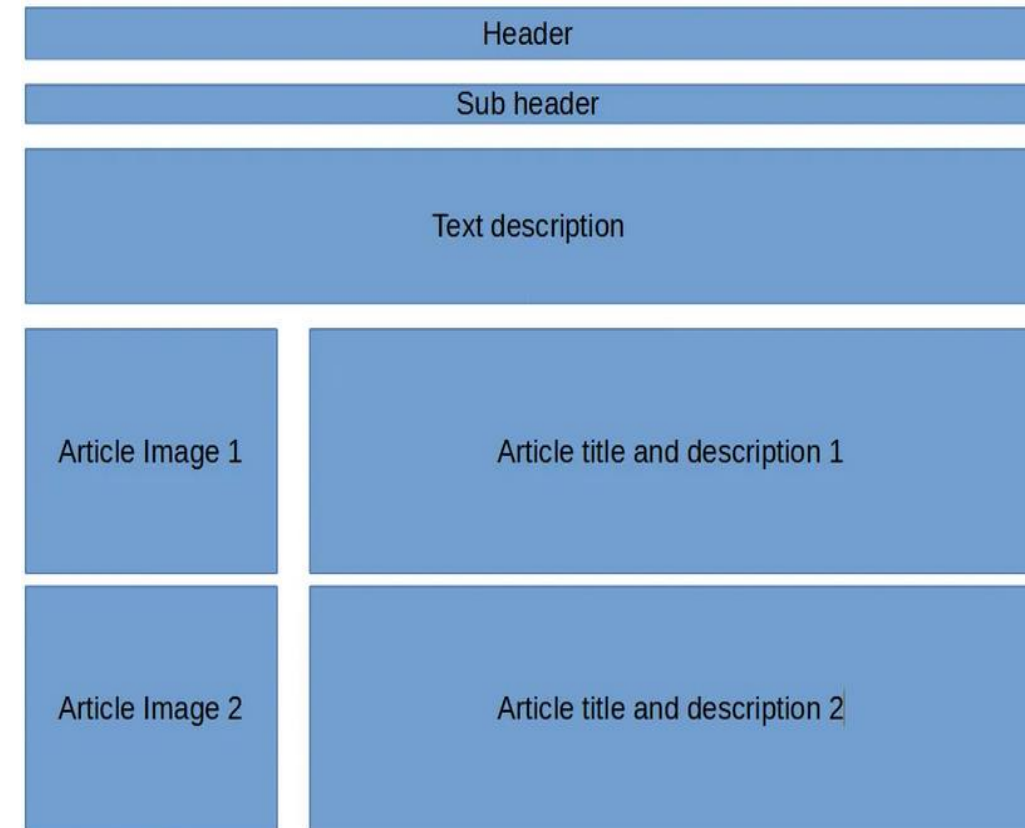 Header
Sub header
Text description
Article Image 1
Article title and description 1
Article Image 2
Article title and description 2